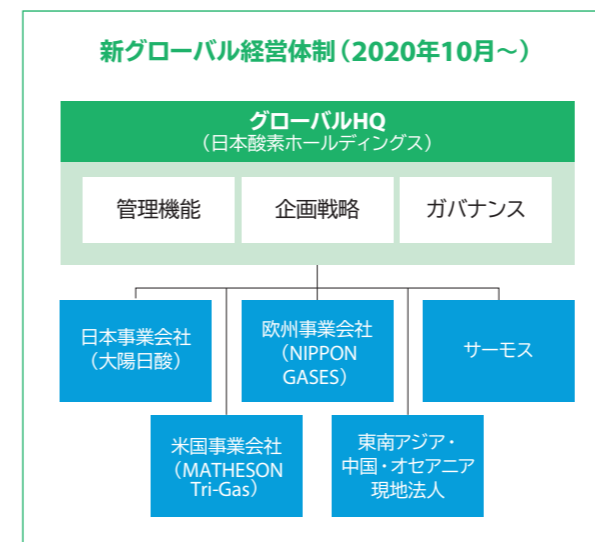 新グローバル経営体制（2020年10月～）
グローバルHQ
（日本酸素ホールディングス）
管理機能
企画戦略
ガバナンス
日本事業会社
（大陽日酸）
欧州事業会社
（NIPPON
GASES）
サーモス
米国事業会社
（MATHESON
Tri-Gas）
東南アジア・
中国・オセアニア
現地法人